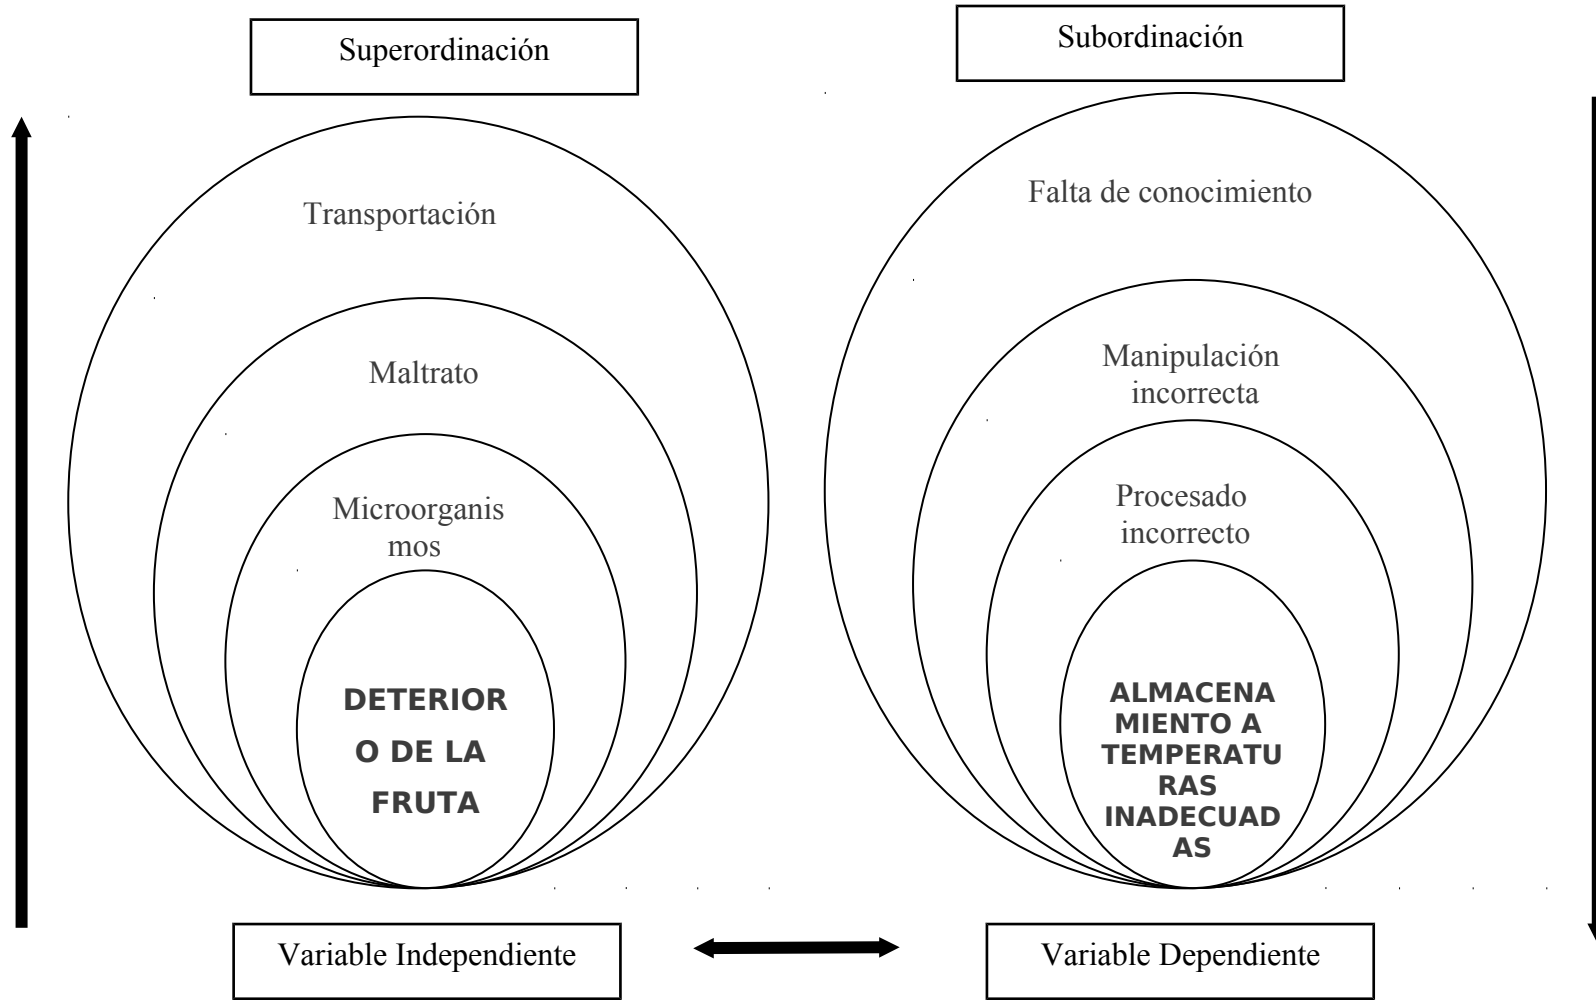 Superordinación
Transportación
Maltrato
Microorganis
mos
DETERIOR
O DE LA
FRUTA
Variable Independiente
Subordinación
Falta de conocimiento
Manipulación
incorrecta
Procesado
incorrecto
ALMACENA
MIENTO A
TEMPERATU
RAS
INADECUAD
AS
Variable Dependiente